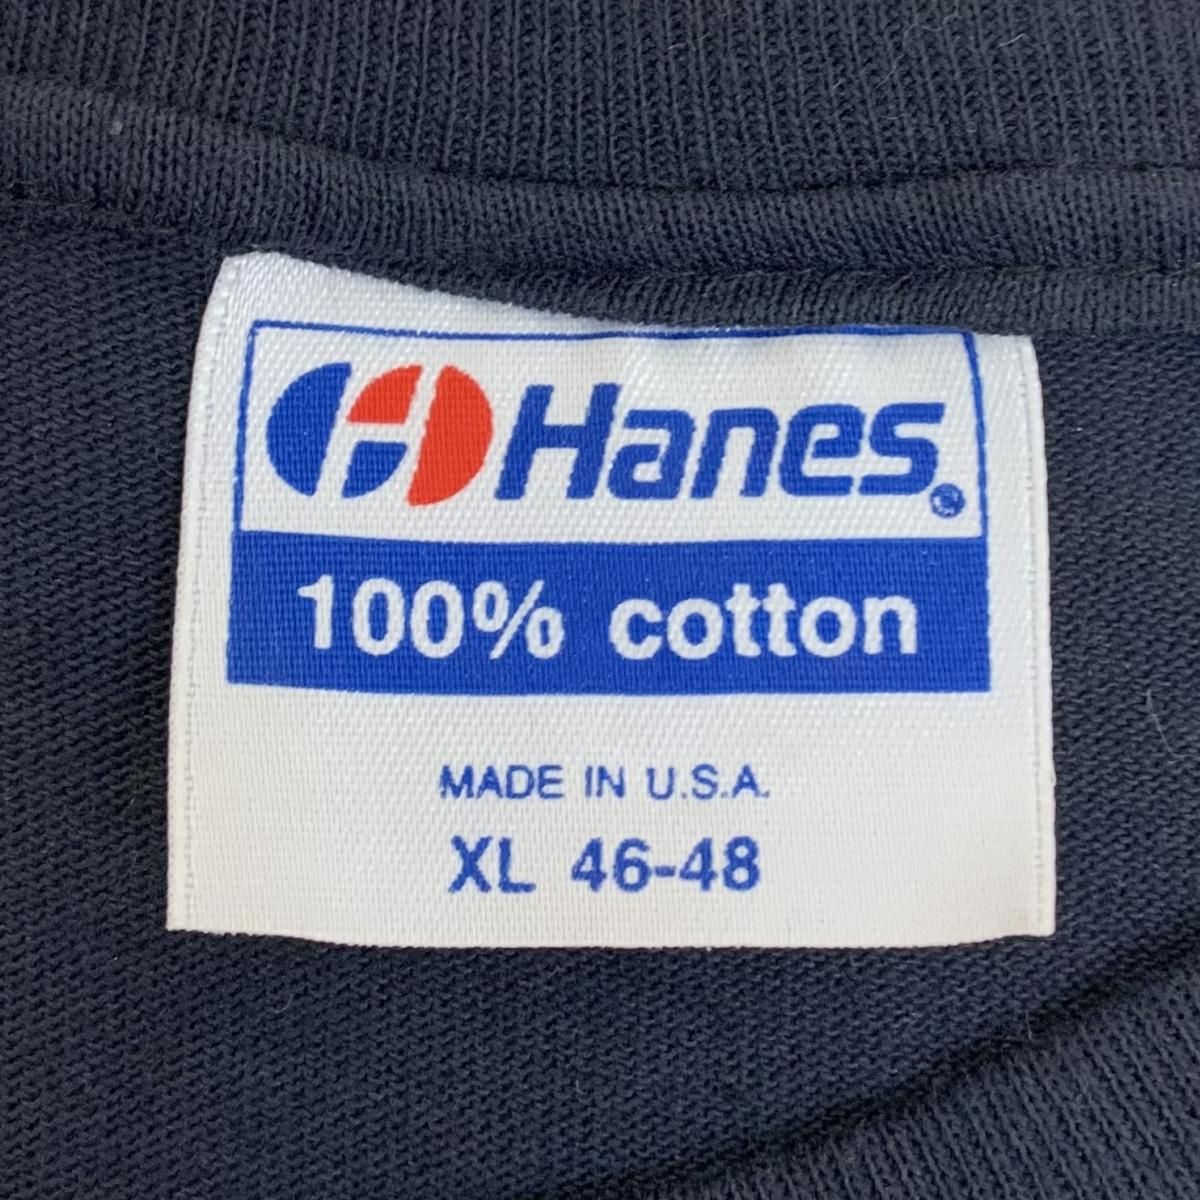 Hanes®
100% cotton
MADE IN U.S.A.
XL 46-48